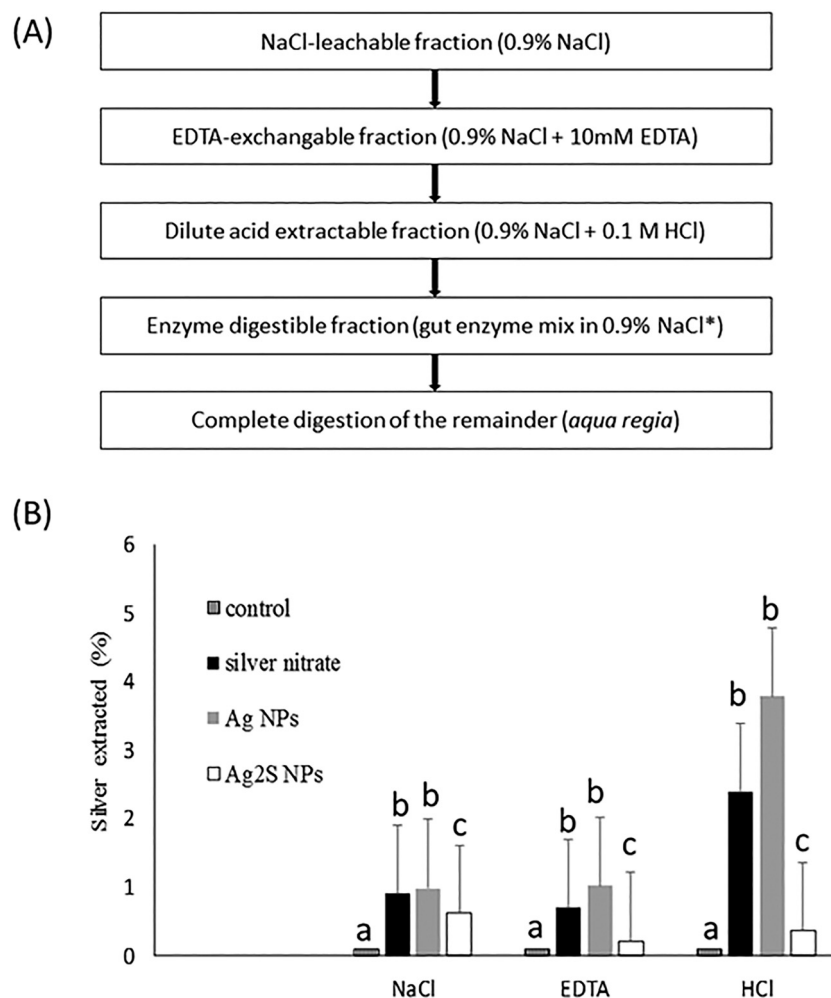 (A)
NaCl-leachable fraction (0.9% NaCl)
EDTA-exchangable fraction (0.9% NaCl + 10mM EDTA)
Dilute acid extractable fraction (0.9% NaCl + 0.1 M HCl)
Enzyme digestible fraction (gut enzyme mix in 0.9% NaCl*)
Complete digestion of the remainder (aqua regia)
(B)
Silver extracted (%)
6
5
4
3
2
1
0
control
silver nitrate
Ag NPs
Ag2S NPs
a b b c
a b b c
a b b c
NaCl EDTA HCl